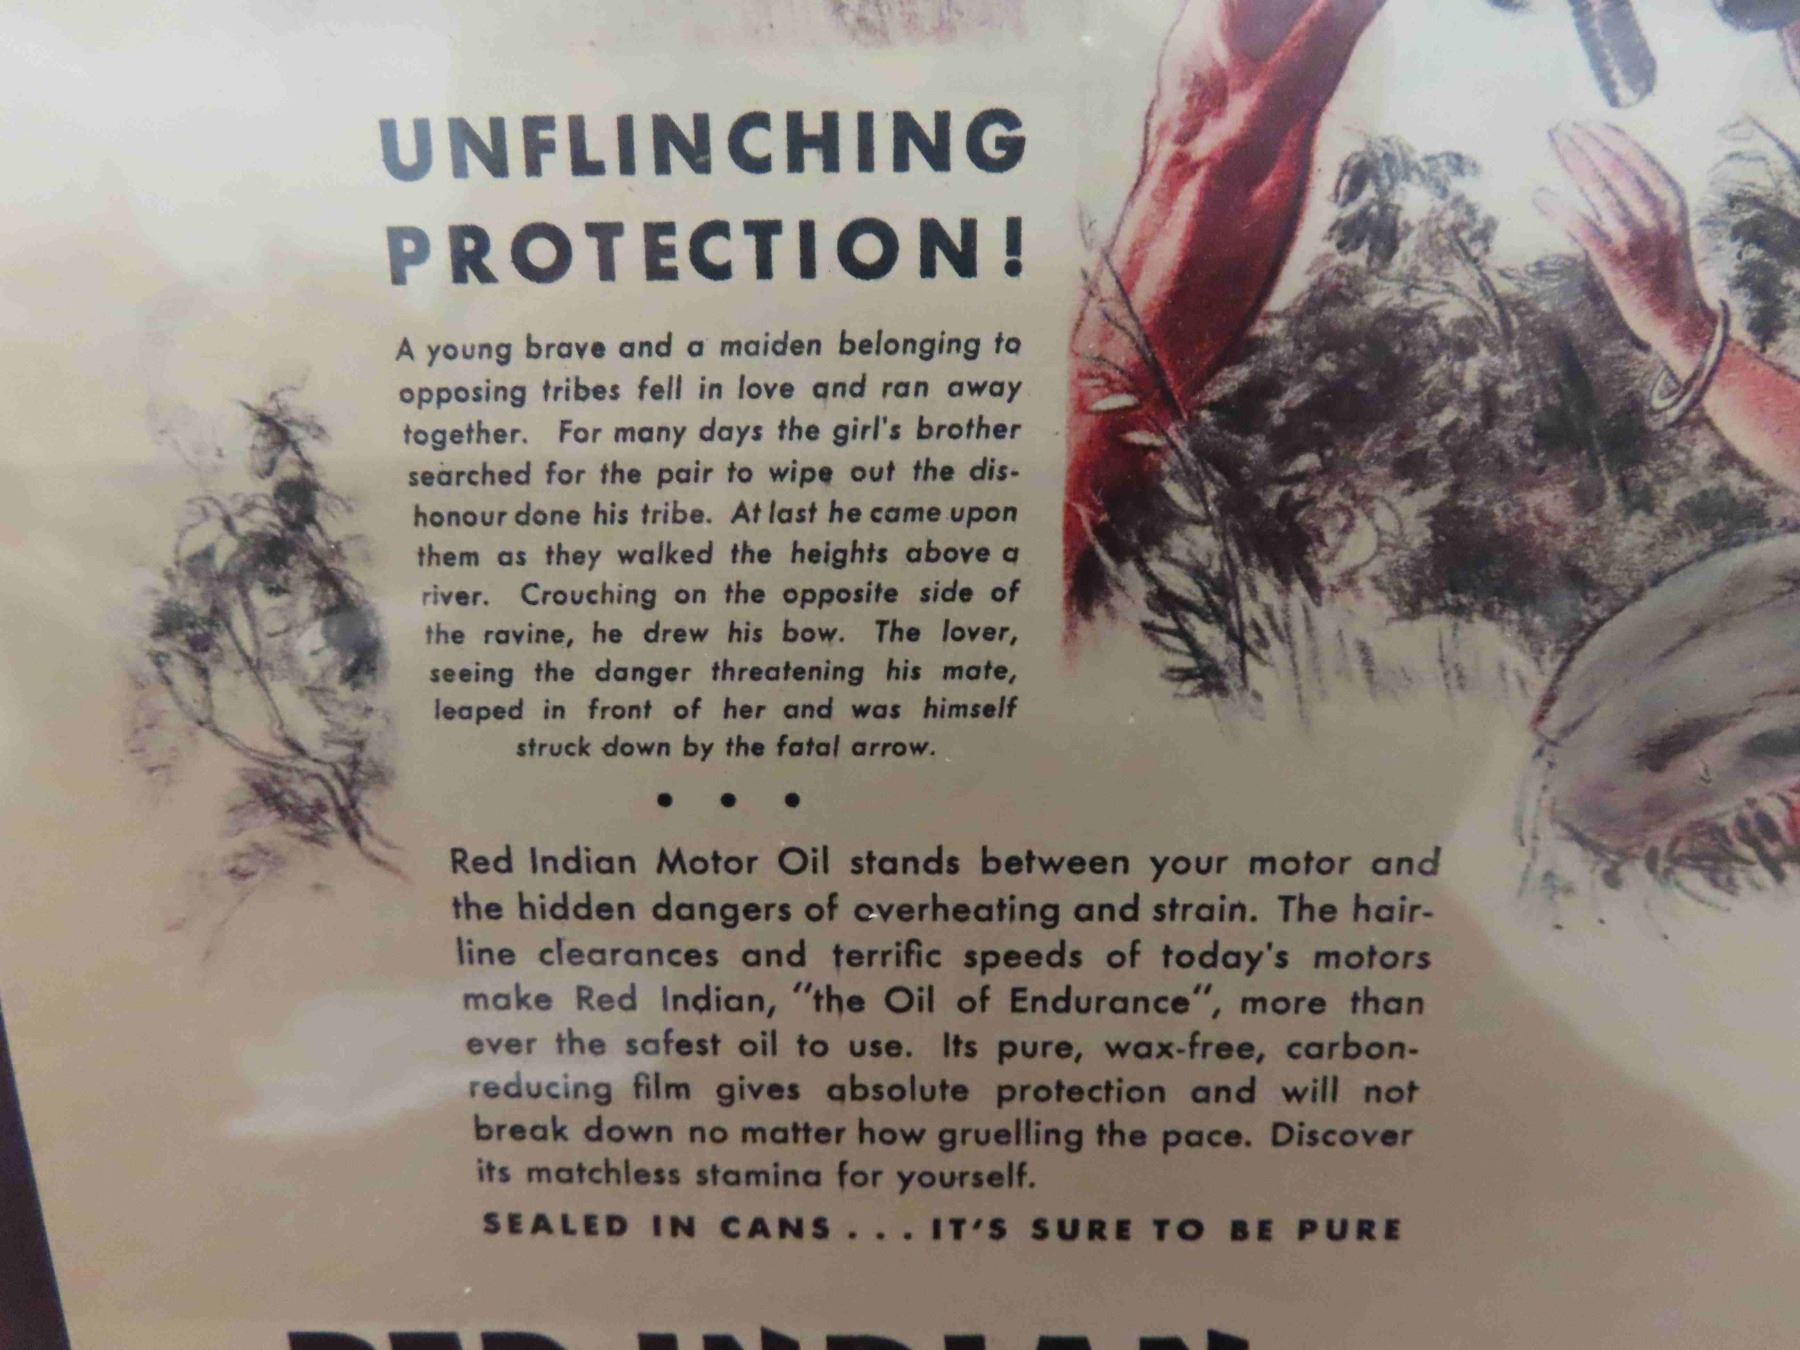 UNFLINCHING
PROTECTION!
A young brave and a maiden belonging to
opposing tribes fell in love and ran away
together. For many days the girl's brother
searched for the pair to wipe out the dis-
honour done his tribe. At last he came upon
them as they walked the heights above a
river. Crouching on the opposite side of
the ravine, he drew his bow. The lover,
seeing the danger threatening his mate,
leaped in front of her and was himself
struck down by the fatal arrow.
• • •
Red Indian Motor Oil stands between your motor and
the hidden dangers of overheating and strain. The hair-
line clearances and terrific speeds of today's motors
make Red Indian, "the Oil of Endurance", more than
ever the safest oil to use. Its pure, wax-free, carbon-
reducing film gives absolute protection and will not
break down no matter how gruelling the pace. Discover
its matchless stamina for yourself.
SEALED IN CANS . . . IT'S SURE TO BE PURE
RED INDIAN